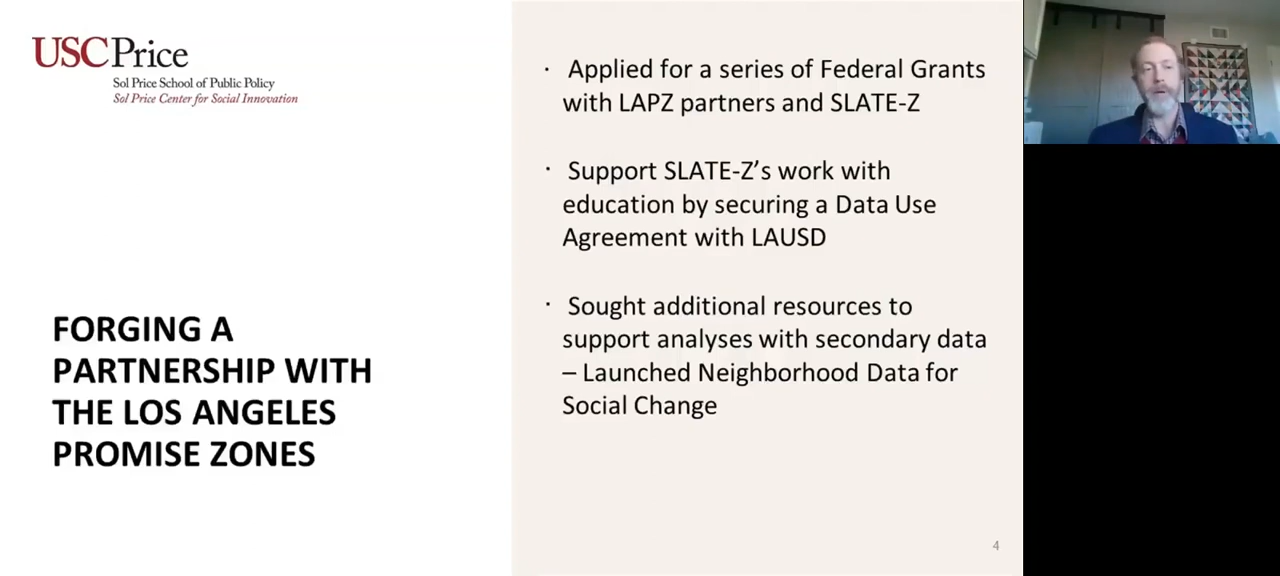 USCPrice
Sol Price School of Public Policy
Sol Price Center for Social Innovation
FORGING A
PARTNERSHIP WITH
THE LOS ANGELES
PROMISE ZONES
· Applied for a series of Federal Grants
with LAPZ partners and SLATE-Z
· Support SLATE-Z’s work with
education by securing a Data Use
Agreement with LAUSD
· Sought additional resources to
support analyses with secondary data
– Launched Neighborhood Data for
Social Change
4